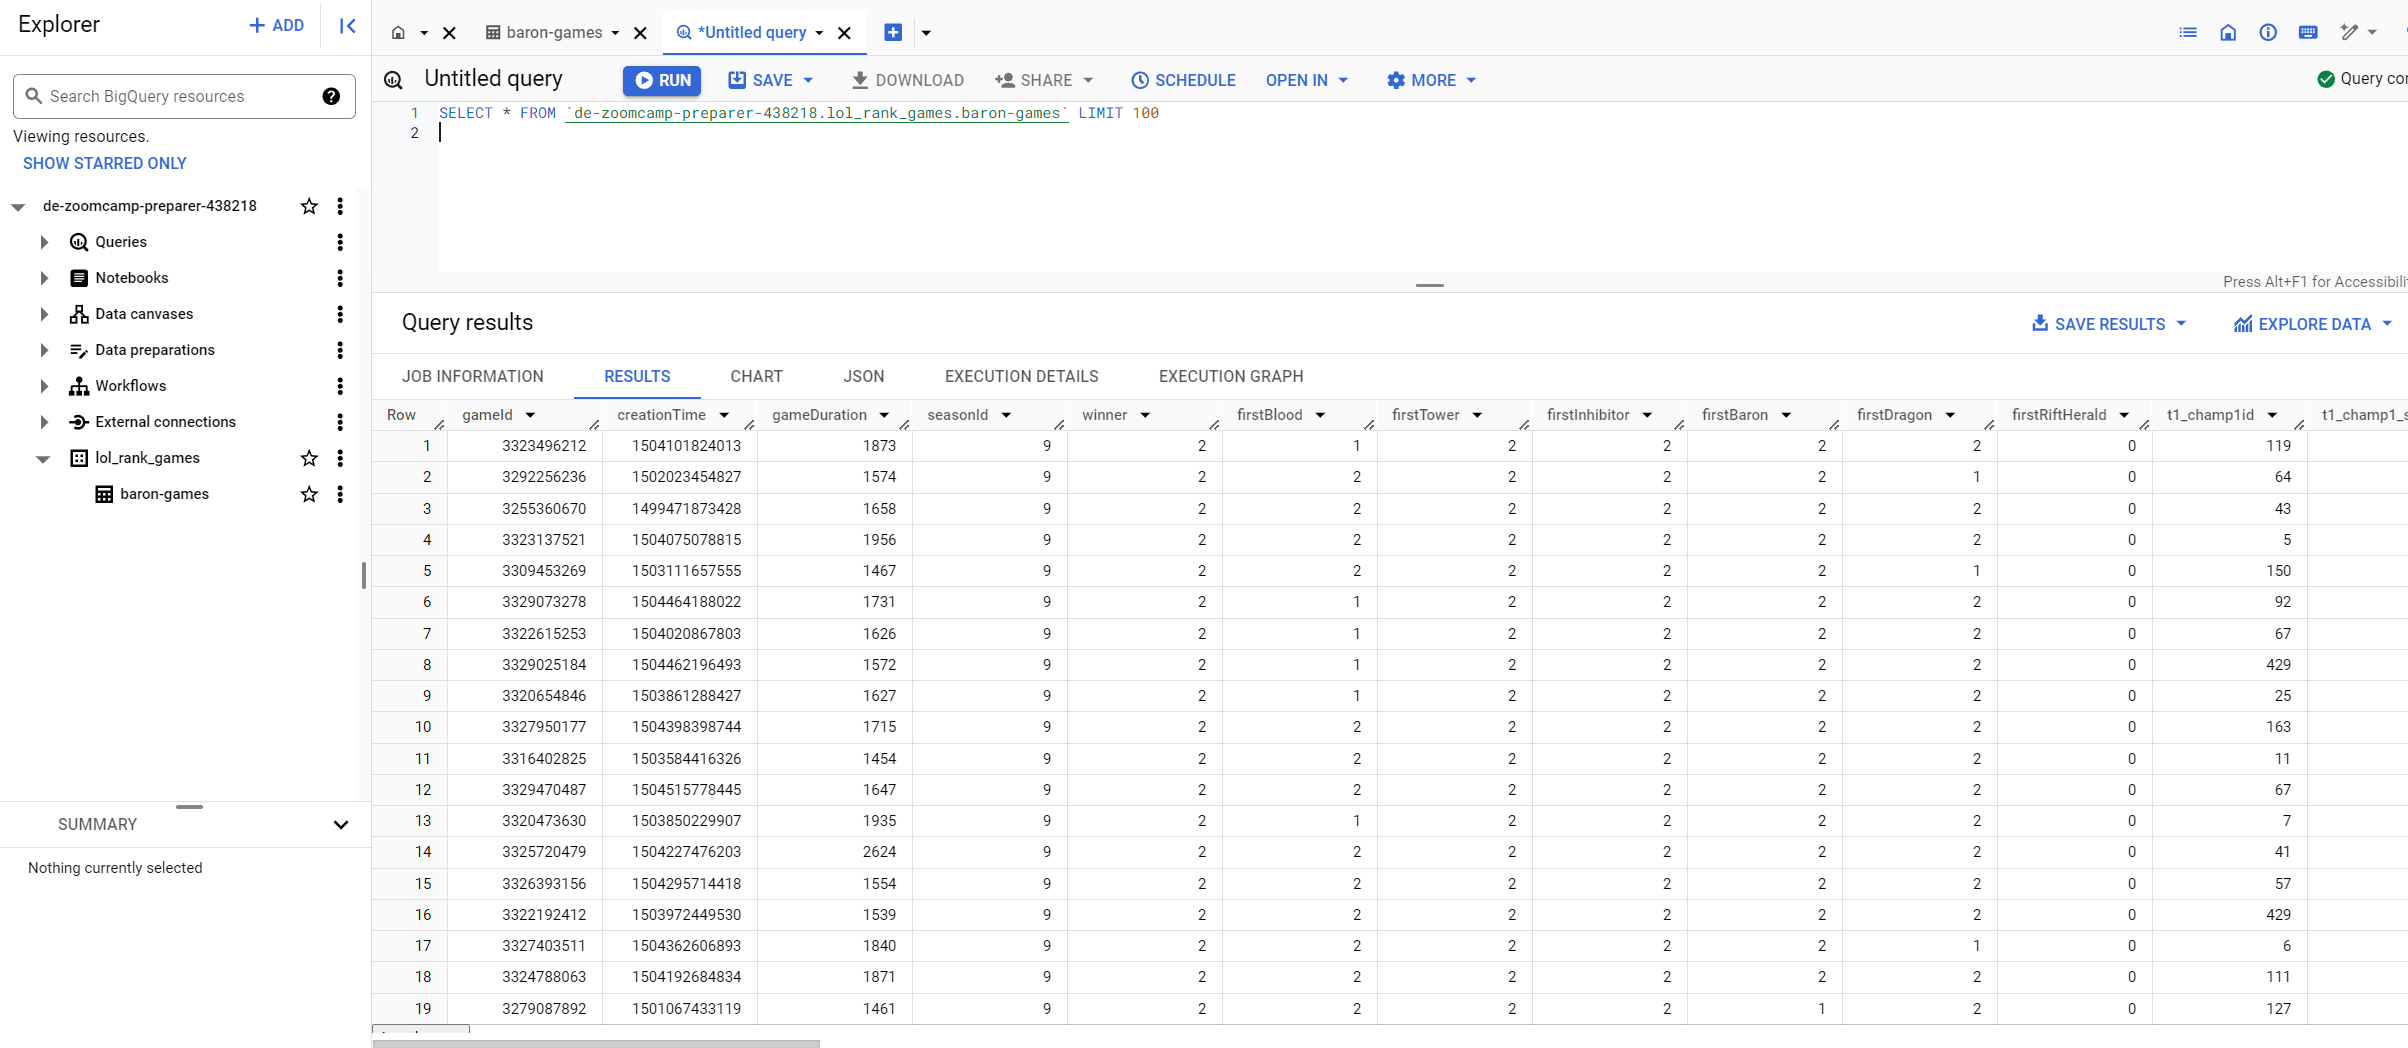 Explorer
ADD
Search BigQuery resources
Viewing resources.
SHOW STARRED ONLY
de-zoomcamp-preparer-438218
Queries
Notebooks
Data canvases
Data preparations
Workflows
External connections
lol_rank_games
baron-games
SUMMARY
Nothing currently selected
baron-games *Untitled query
Untitled query RUN SAVE DOWNLOAD SHARE SCHEDULE OPEN IN MORE Query
1 SELECT * FROM `de-zoomcamp-preparer-438218.lol_rank_games.baron-games` LIMIT 100
2
Press Alt+F1 for
Query results SAVE RESULTS EXPLORE DATA
JOB INFORMATION RESULTS CHART JSON EXECUTION DETAILS EXECUTION GRAPH
Row gameId creationTime gameDuration seasonId winner firstBlood firstTower firstInhibitor firstBaron firstDragon firstRiftHerald t1_champ1id
1 3323496212 1504101824013 1873 9 2 1 2 2 2 2 0 119
2 3292256236 1502023454827 1574 9 2 2 2 2 2 1 0 64
3 3255360670 1499471873428 1658 9 2 2 2 2 2 2 0 43
4 3323137521 1504075078815 1956 9 2 2 2 2 2 2 0 5
5 3309453269 1503111657555 1467 9 2 2 2 2 2 1 0 150
6 3329073278 1504464188022 1731 9 2 1 2 2 2 2 0 92
7 3322615253 1504020867803 1626 9 2 1 2 2 2 2 0 67
8 3329025184 1504462196493 1572 9 2 1 2 2 2 2 0 429
9 3320654846 1503861288427 1627 9 2 1 2 2 2 2 0 25
10 3327950177 1504398398744 1715 9 2 2 2 2 2 2 0 163
11 3316402825 1503584416326 1454 9 2 2 2 2 2 2 0 11
12 3329470487 1504515778445 1647 9 2 2 2 2 2 2 0 67
13 3320473630 1503850229907 1935 9 2 1 2 2 2 2 0 7
14 3325720479 1504227476203 2624 9 2 2 2 2 2 2 0 41
15 3326393156 1504295714418 1554 9 2 2 2 2 2 2 0 57
16 3322192412 1503972449530 1539 9 2 2 2 2 2 2 0 429
17 3327403511 1504362606893 1840 9 2 2 2 2 2 1 0 6
18 3324788063 1504192684834 1871 9 2 2 2 2 2 2 0 111
19 3279087892 1501067433119 1461 9 2 2 2 2 1 2 0 127